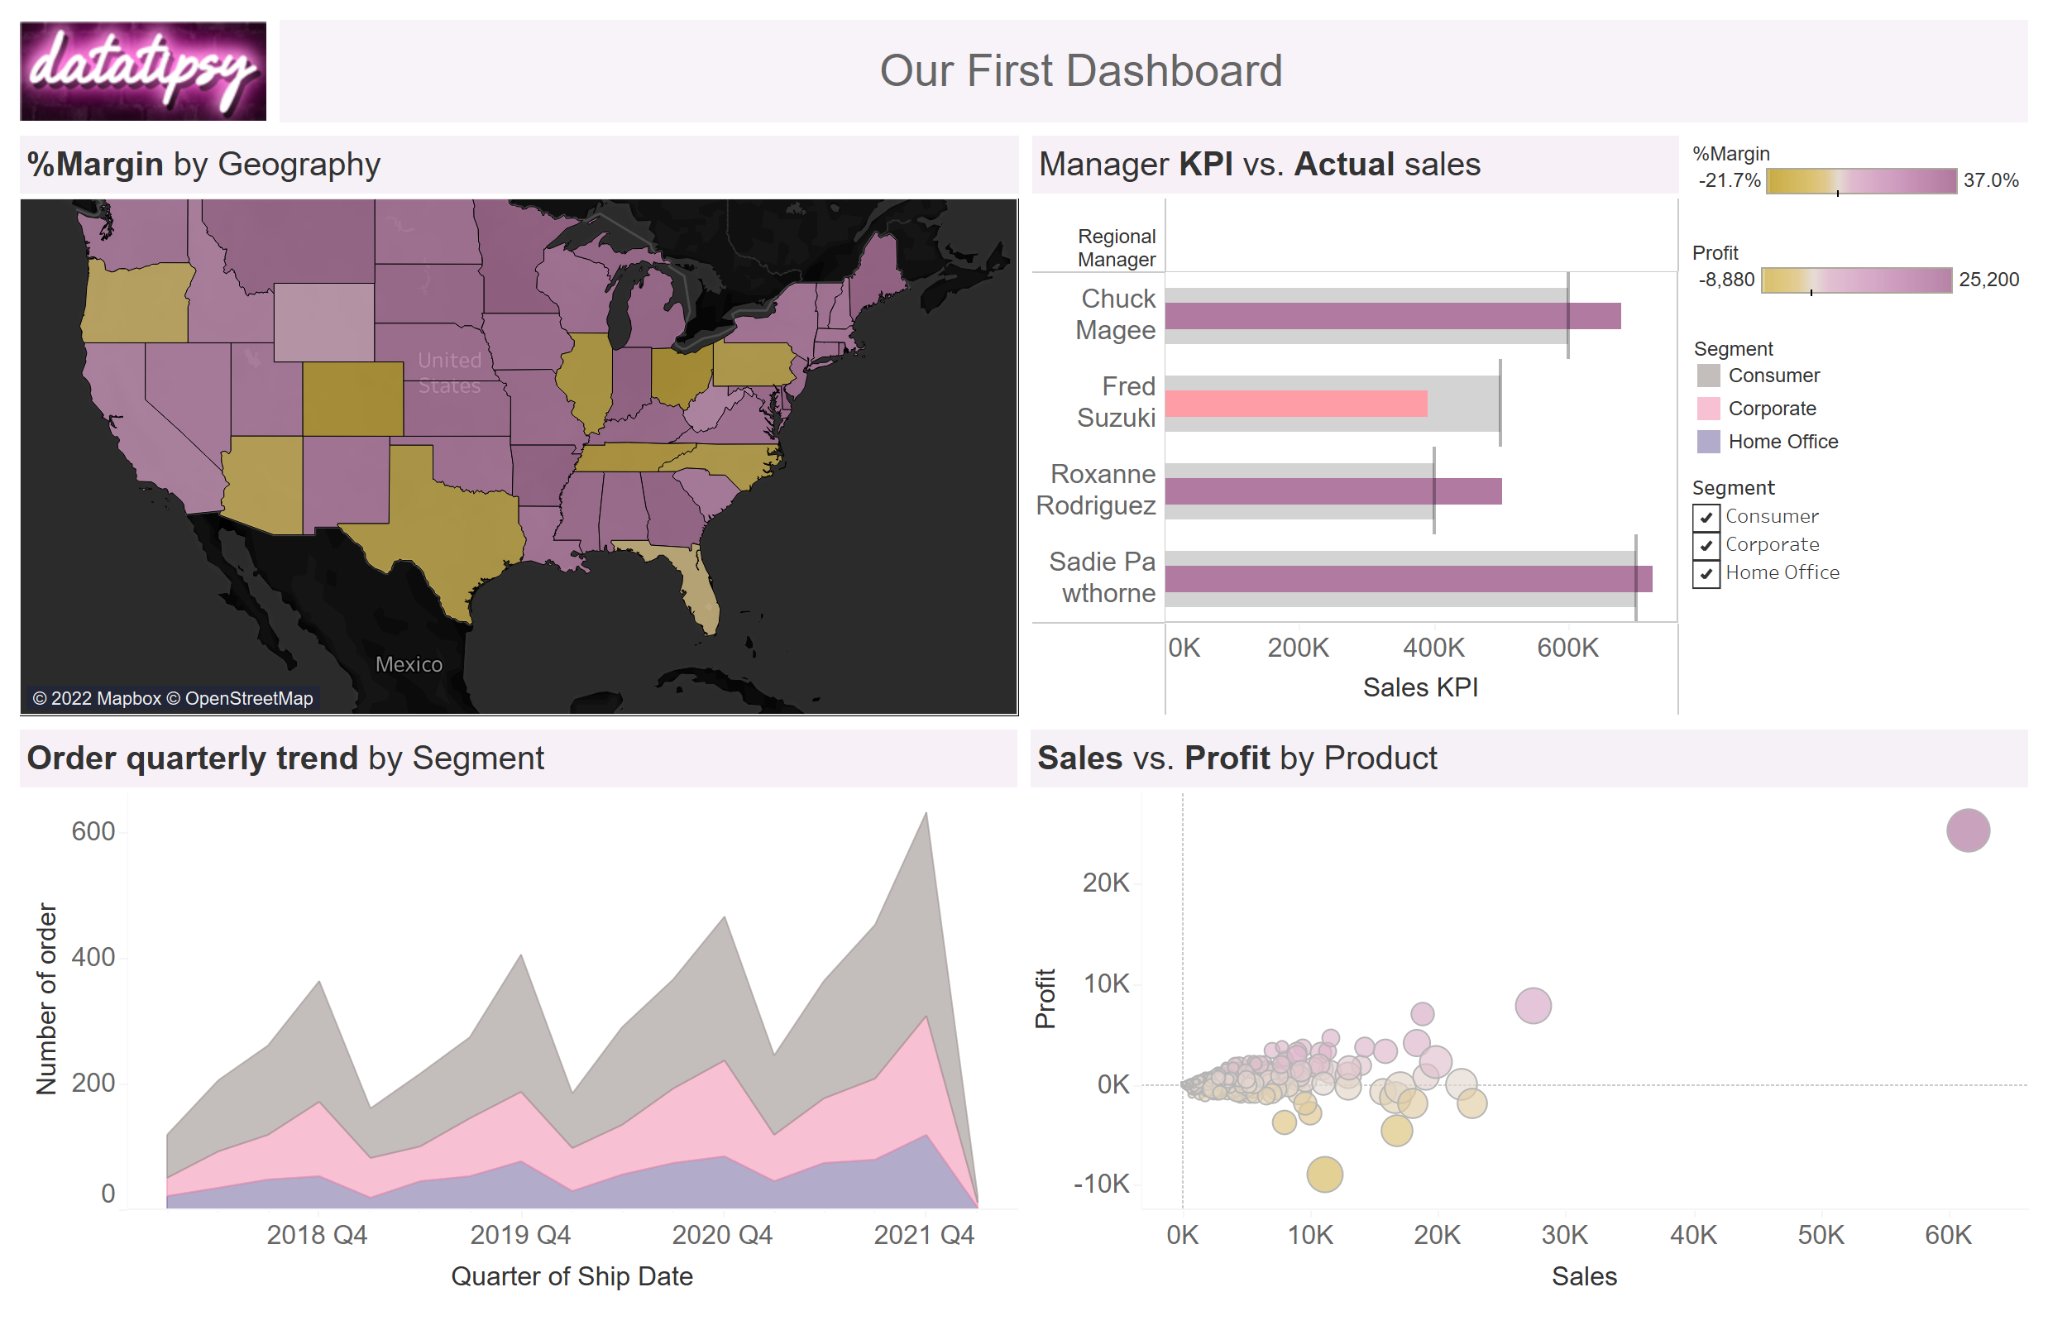 datatipsy
Our First Dashboard
%Margin by Geography
United
States
Mexico
© 2022 Mapbox © OpenStreetMap
Manager KPI vs. Actual sales
Regional
Manager
Chuck
Magee
Fred
Suzuki
Roxanne
Rodriguez
Sadie Pa
wthorne
0K 200K 400K 600K
Sales KPI
%Margin
-21.7% 37.0%
Profit
-8,880 25,200
Segment
Consumer
Corporate
Home Office
Segment
Consumer
Corporate
Home Office
Order quarterly trend by Segment
Number of order
600
400
200
0
2018 Q4 2019 Q4 2020 Q4 2021 Q4
Quarter of Ship Date
Sales vs. Profit by Product
Profit
20K
10K
0K
-10K
0K 10K 20K 30K 40K 50K 60K
Sales